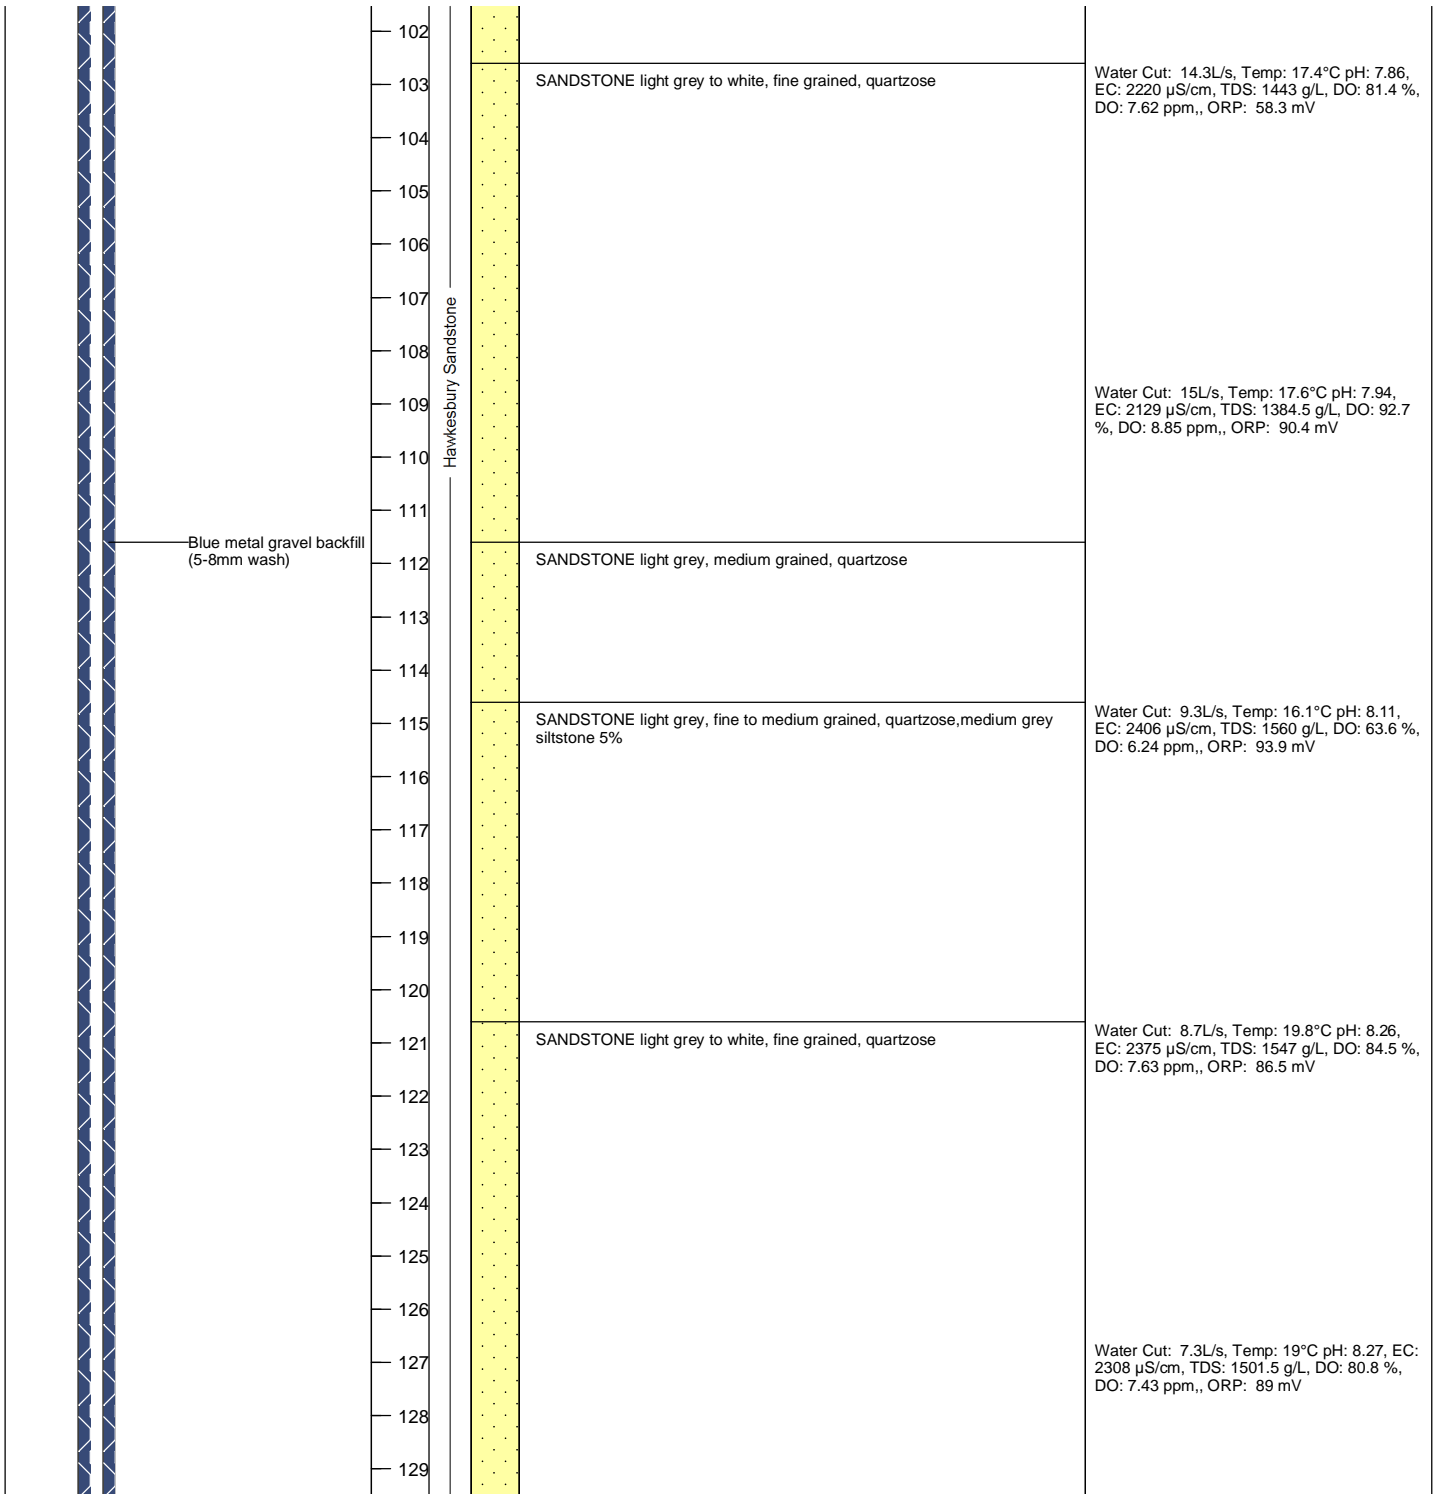 102
103
104
105
106
107
108
109
110
111
112
113
114
115
116
117
118
119
120
121
122
123
124
125
126
127
128
129
Blue metal gravel backfill
(5-8mm wash)
Hawkesbury Sandstone
SANDSTONE light grey to white, fine grained, quartzose
SANDSTONE light grey, medium grained, quartzose
SANDSTONE light grey, fine to medium grained, quartzose,medium grey
siltstone 5%
SANDSTONE light grey to white, fine grained, quartzose
Water Cut: 14.3L/s, Temp: 17.4°C pH: 7.86,
EC: 2220 µS/cm, TDS: 1443 g/L, DO: 81.4 %,
DO: 7.62 ppm,, ORP: 58.3 mV
Water Cut: 15L/s, Temp: 17.6°C pH: 7.94,
EC: 2129 µS/cm, TDS: 1384.5 g/L, DO: 92.7
%, DO: 8.85 ppm,, ORP: 90.4 mV
Water Cut: 9.3L/s, Temp: 16.1°C pH: 8.11,
EC: 2406 µS/cm, TDS: 1560 g/L, DO: 63.6 %,
DO: 6.24 ppm,, ORP: 93.9 mV
Water Cut: 8.7L/s, Temp: 19.8°C pH: 8.26,
EC: 2375 µS/cm, TDS: 1547 g/L, DO: 84.5 %,
DO: 7.63 ppm,, ORP: 86.5 mV
Water Cut: 7.3L/s, Temp: 19°C pH: 8.27, EC:
2308 µS/cm, TDS: 1501.5 g/L, DO: 80.8 %,
DO: 7.43 ppm,, ORP: 89 mV